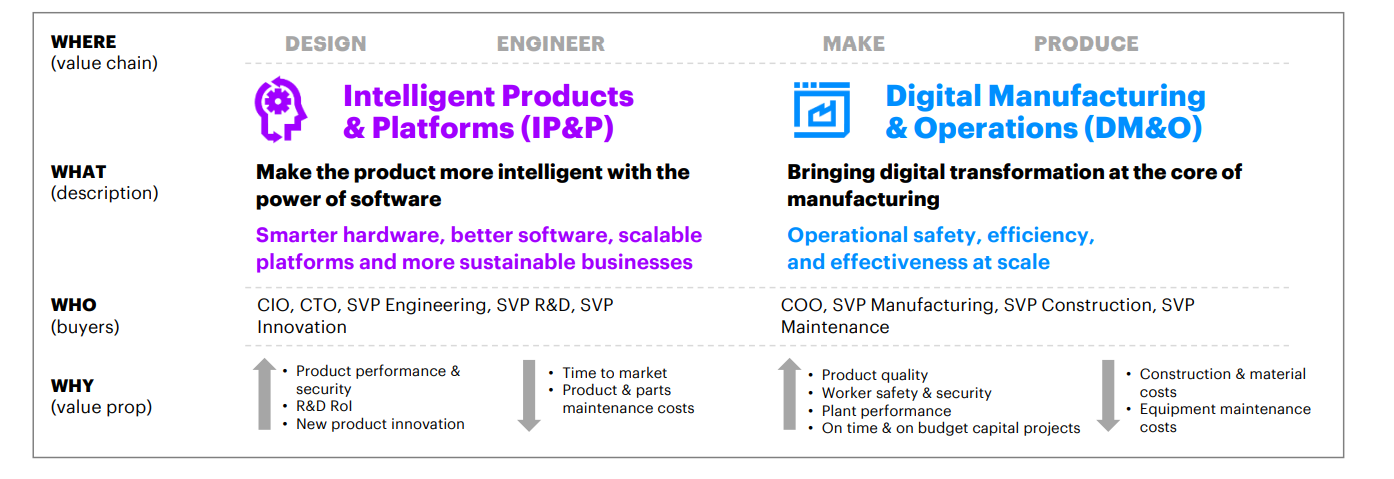 WHERE
(value chain)
DESIGN
ENGINEER
MAKE
PRODUCE
Intelligent Products
& Platforms (IP&P)
Digital Manufacturing
& Operations (DM&O)
WHAT
(description)
Make the product more intelligent with the
power of software
Smarter hardware, better software, scalable
platforms and more sustainable businesses
Bringing digital transformation at the core of
manufacturing
Operational safety, efficiency,
and effectiveness at scale
WHO
(buyers)
CIO, CTO, SVP Engineering, SVP R&D, SVP
Innovation
COO, SVP Manufacturing, SVP Construction, SVP
Maintenance
WHY
(value prop)
• Product performance &
security
• R&D RoI
• New product innovation
• Time to market
• Product & parts
maintenance costs
• Product quality
• Worker safety & security
• Plant performance
• On time & on budget capital projects
• Construction & material
costs
• Equipment maintenance
costs